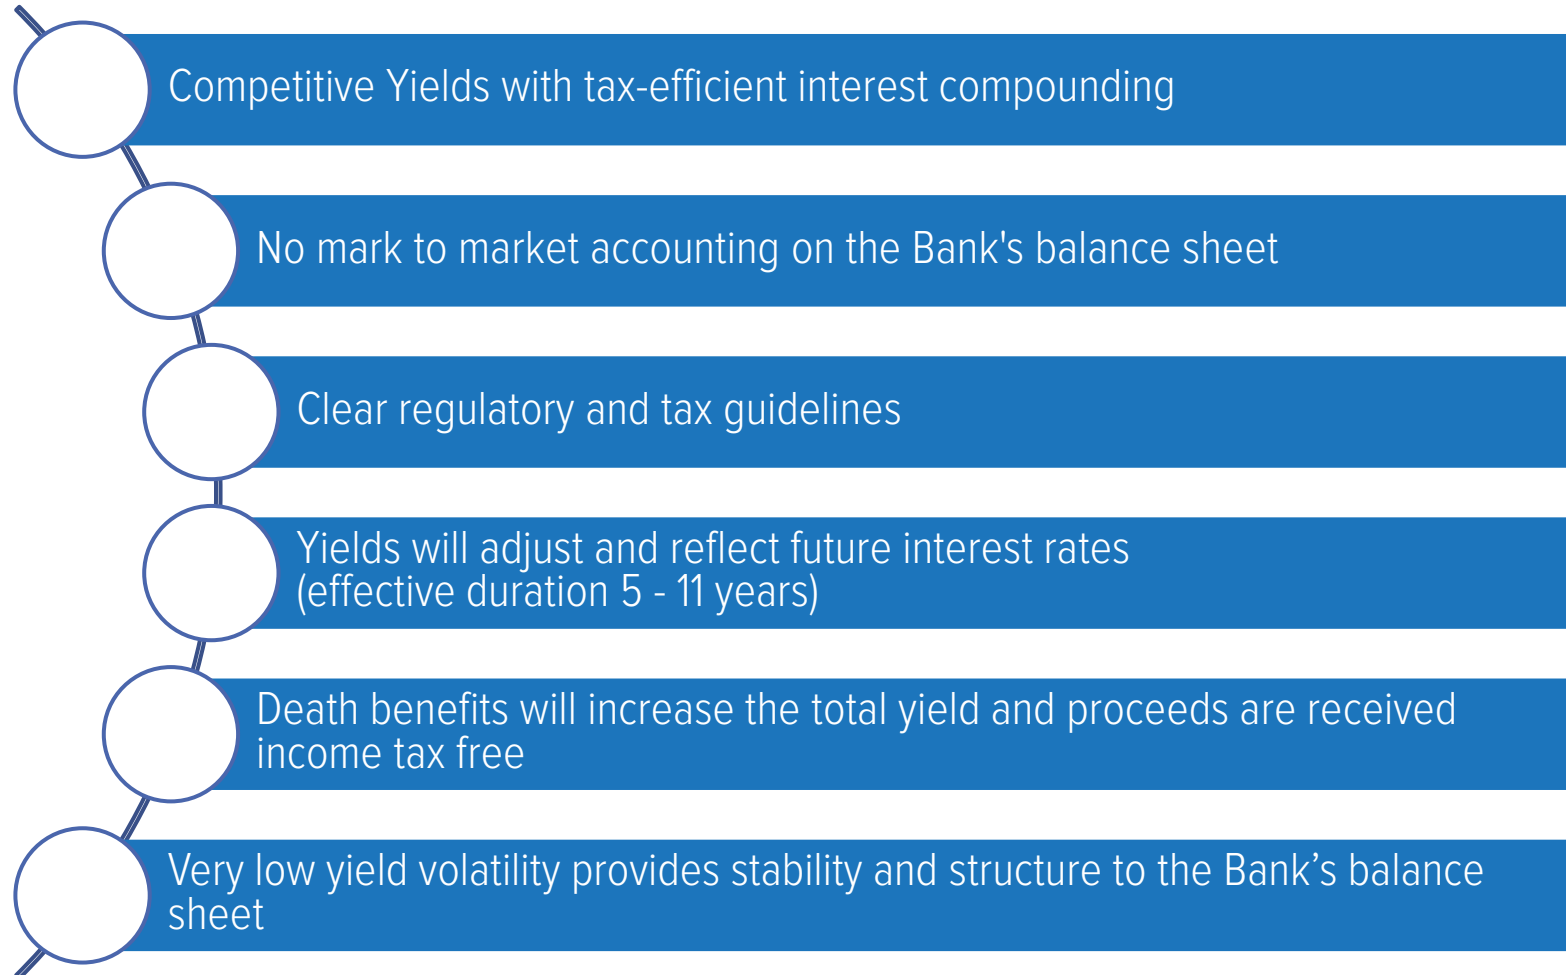 Competitive Yields with tax-efficient interest compounding
No mark to market accounting on the Bank's balance sheet
Clear regulatory and tax guidelines
Yields will adjust and reflect future interest rates
(effective duration 5 - 11 years)
Death benefits will increase the total yield and proceeds are received
income tax free
Very low yield volatility provides stability and structure to the Bank’s balance
sheet